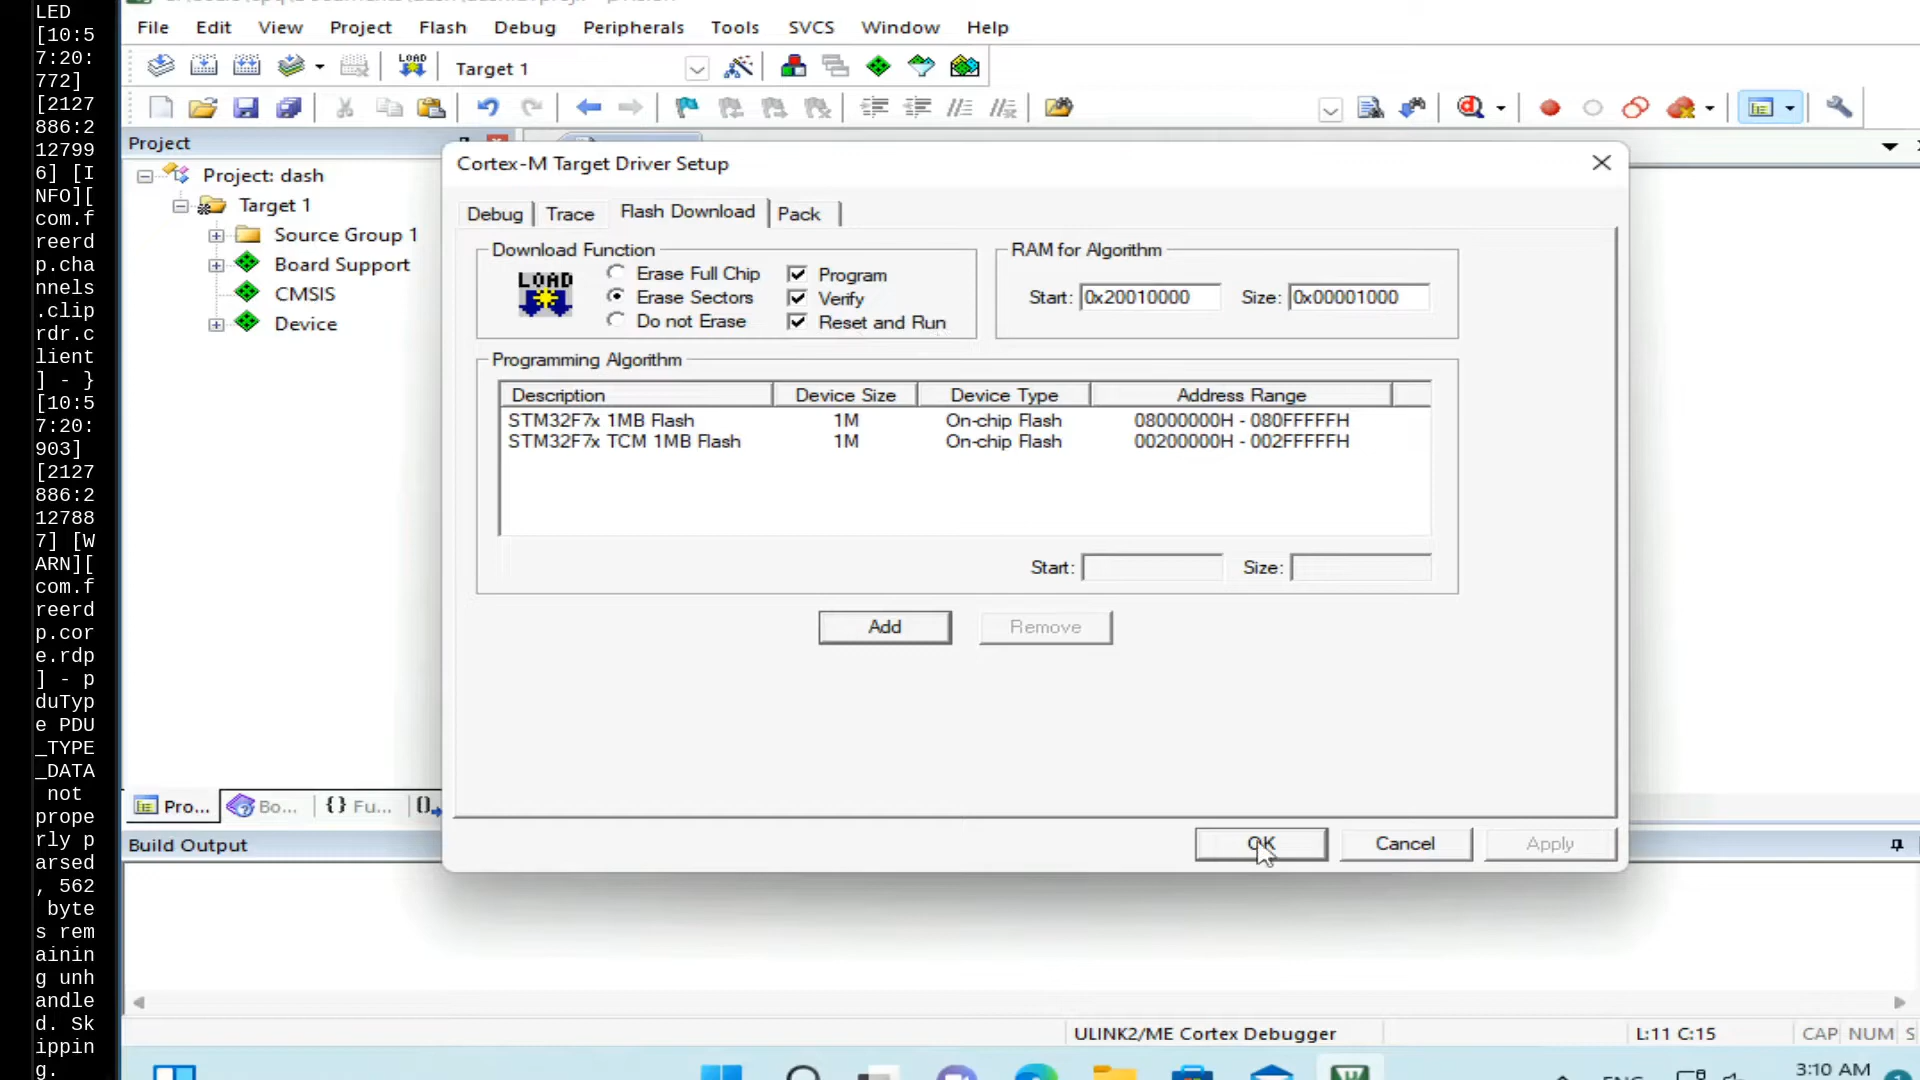 LED
[10:5
7:20:
772]
[2127
886:2
12799
6] [I
NFO][
com.f
reerd
p.cha
nnels
.clip
rdr.c
lient
] - }
[10:5
7:20:
903]
[2127
886:2
12788
7] [W
ARN][
com.f
reerd
p.cor
e.rdp
] - p
duTyp
e PDU
_TYPE
_DATA
not
prope
rly p
arsed
, 562
byte
s rem
ainin
g unh
andle
d. Sk
ippin
g.
File Edit View Project Flash Debug Peripherals Tools SVCS Window Help
LOAD Target 1
Project
Project: dash
Target 1
Source Group 1
Board Support
CMSIS
Device
Cortex-M Target Driver Setup
Debug Trace Flash Download Pack
Download Function
LOAD
Erase Full Chip
Erase Sectors
Do not Erase
Program
Verify
Reset and Run
RAM for Algorithm
Start: 0x20010000 Size: 0x00001000
Programming Algorithm
Description Device Size Device Type Address Range
STM32F7x 1MB Flash 1M On-chip Flash 08000000H - 080FFFFFH
STM32F7x TCM 1MB Flash 1M On-chip Flash 00200000H - 002FFFFFH
Start: Size:
Add Remove
OK Cancel Apply
Pro... Bo... {} Fu...
Build Output
ULINK2/ME Cortex Debugger L:11 C:15 CAP NUM S
3:10 AM